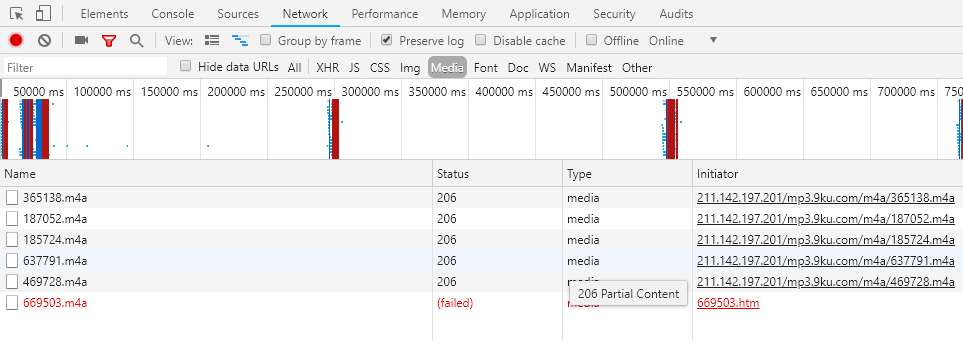 Elements Console Sources Network Performance Memory Application Security Audits
View: Group by frame Preserve log Disable cache Offline Online
Filter Hide data URLs All XHR JS CSS Img Media Font Doc WS Manifest Other
50000 ms 100000 ms 150000 ms 200000 ms 250000 ms 300000 ms 350000 ms 400000 ms 450000 ms 500000 ms 550000 ms 600000 ms 650000 ms 700000 ms 750
Name Status Type Initiator
365138.m4a 206 media 211.142.197.201/mp3.9ku.com/m4a/365138.m4a
187052.m4a 206 media 211.142.197.201/mp3.9ku.com/m4a/187052.m4a
185724.m4a 206 media 211.142.197.201/mp3.9ku.com/m4a/185724.m4a
637791.m4a 206 media 211.142.197.201/mp3.9ku.com/m4a/637791.m4a
469728.m4a 206 media 211.142.197.201/mp3.9ku.com/m4a/469728.m4a
206 Partial Content
669503.m4a (failed) media 669503.htm